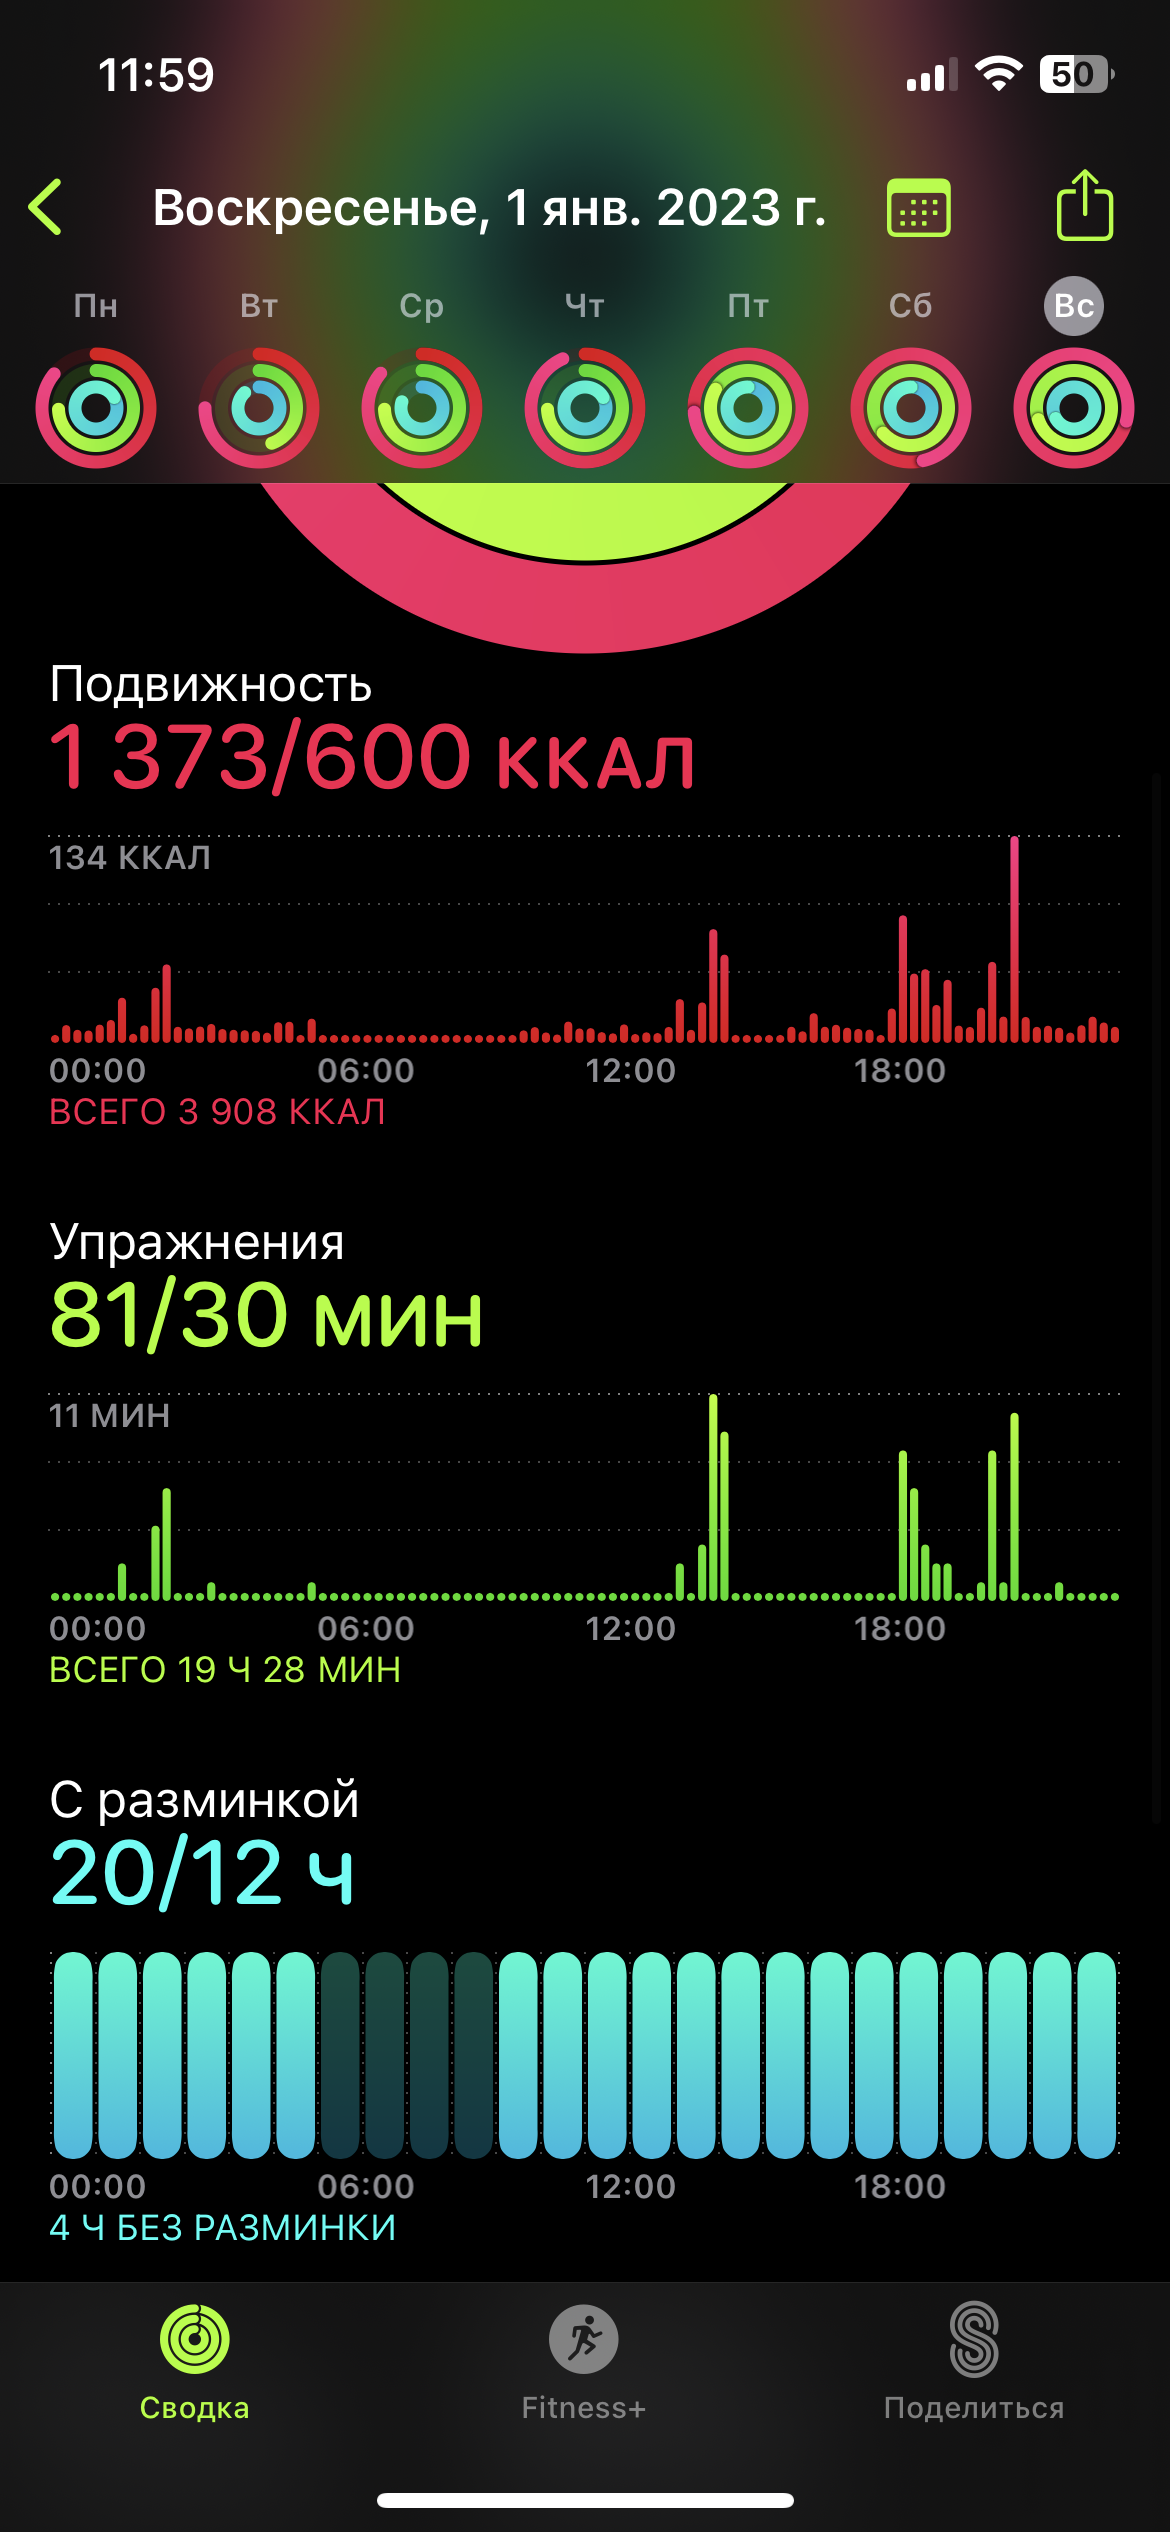 11:59
50
Воскресенье, 1 янв. 2023 г.
Пн Вт Ср Чт Пт Сб Вс
Подвижность
1 373/600 ККАЛ
134 ККАЛ
00:00 06:00 12:00 18:00
ВСЕГО 3 908 ККАЛ
Упражнения
81/30 МИН
11 МИН
00:00 06:00 12:00 18:00
ВСЕГО 19 Ч 28 МИН
С разминкой
20/12 Ч
00:00 06:00 12:00 18:00
4 Ч БЕЗ РАЗМИНКИ
Сводка Fitness+ Поделиться